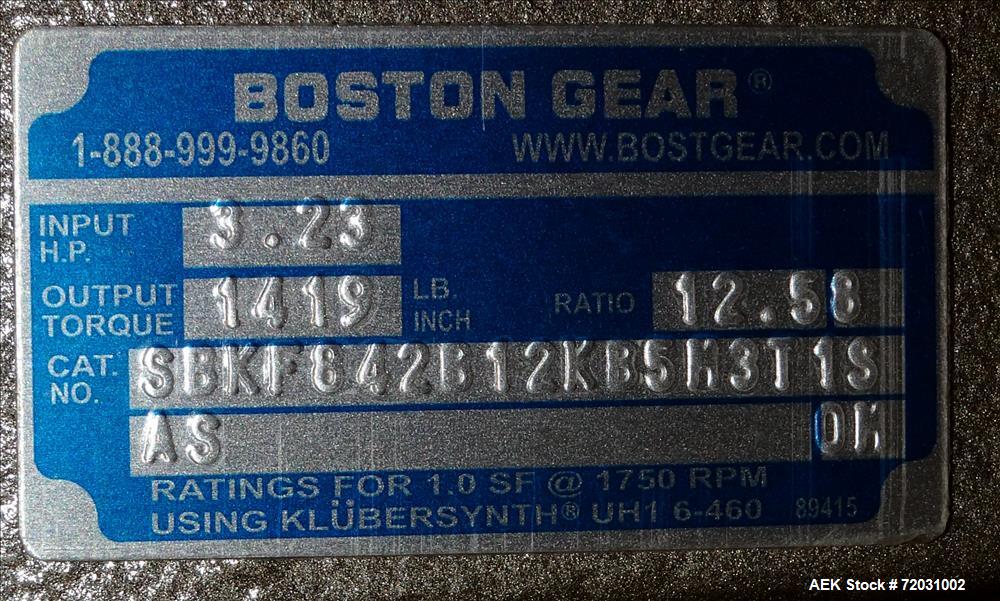 BOSTON GEAR®
1-888-999-9860 WWW.BOSTGEAR.COM
INPUT H.P. 3.23
OUTPUT TORQUE 1419 LB. INCH RATIO 12.58
CAT. NO. SBKF842B12KB5H3T1S
AS OM
RATINGS FOR 1.0 SF @ 1750 RPM
USING KLÜBERSYNTH® UH1 6-460 89415
AEK Stock # 72031002